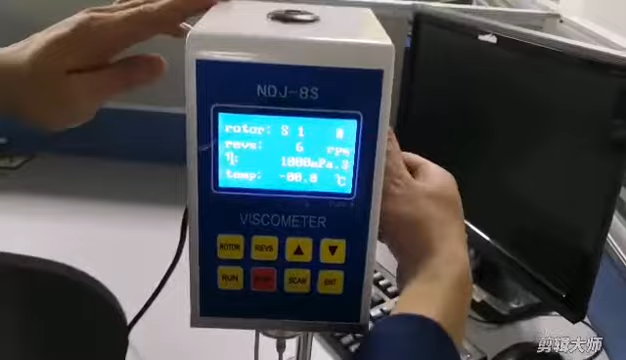 NDJ-8S
rotor: S 1
revs: 6 rpm
η: 1000mPa.S
temp: -00.0 ℃
VISCOMETER
ROTOR REVS ▲ ▼
RUN SCAN ENT
剪辑大师